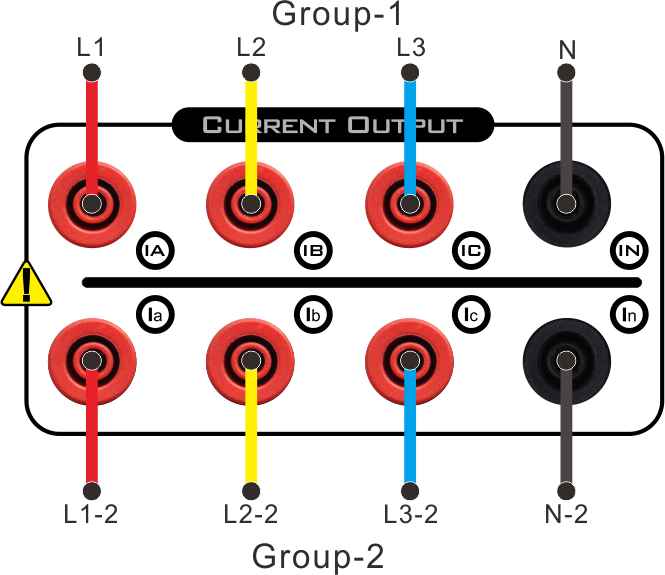 Group-1
L1 L2 L3 N
CURRENT OUTPUT
IA IB IC IN
!
Ia Ib Ic In
L1-2 L2-2 L3-2 N-2
Group-2